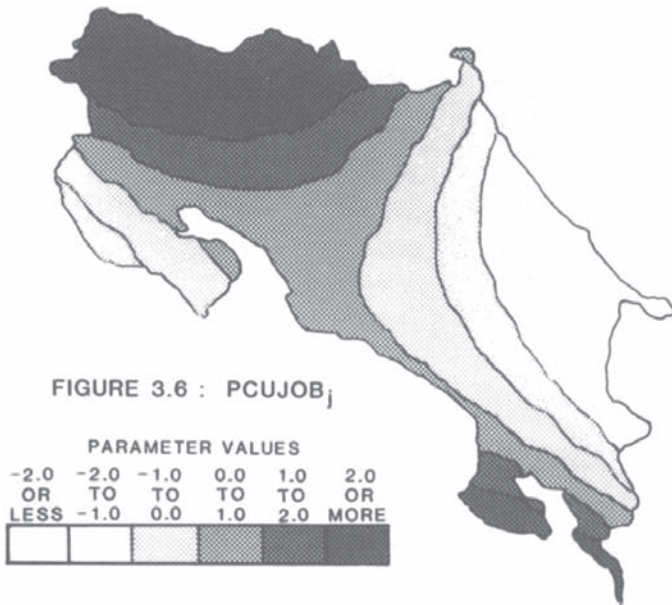 FIGURE 3.6 : PCUJOBj
PARAMETER VALUES
-2.0 -2.0 -1.0 0.0 1.0 2.0
OR TO TO TO TO OR
LESS -1.0 0.0 1.0 2.0 MORE